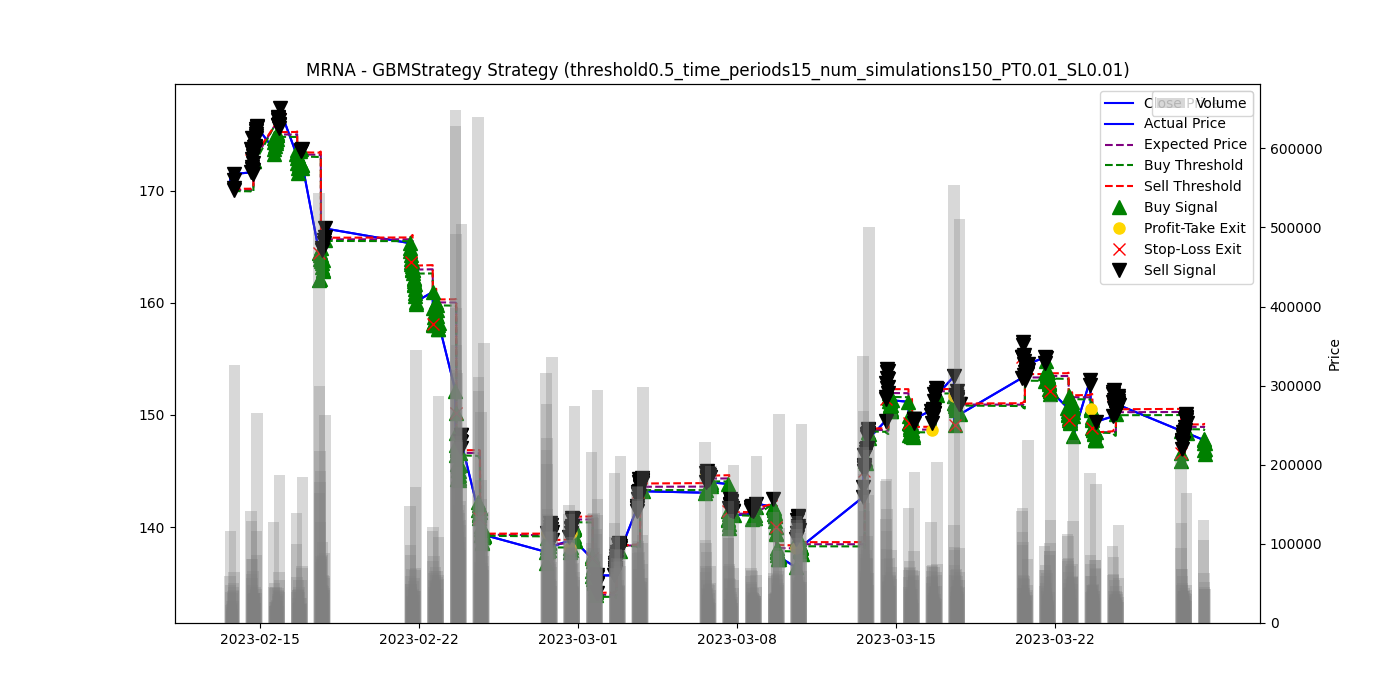 MRNA - GBMStrategy Strategy (threshold0.5_time_periods15_num_simulations150_PT0.01_SL0.01)
Close Price
Volume
Actual Price
Expected Price
Buy Threshold
Sell Threshold
Buy Signal
Profit-Take Exit
Stop-Loss Exit
Sell Signal
170
160
150
140
600000
500000
400000
300000
200000
100000
0
Price
2023-02-15
2023-02-22
2023-03-01
2023-03-08
2023-03-15
2023-03-22